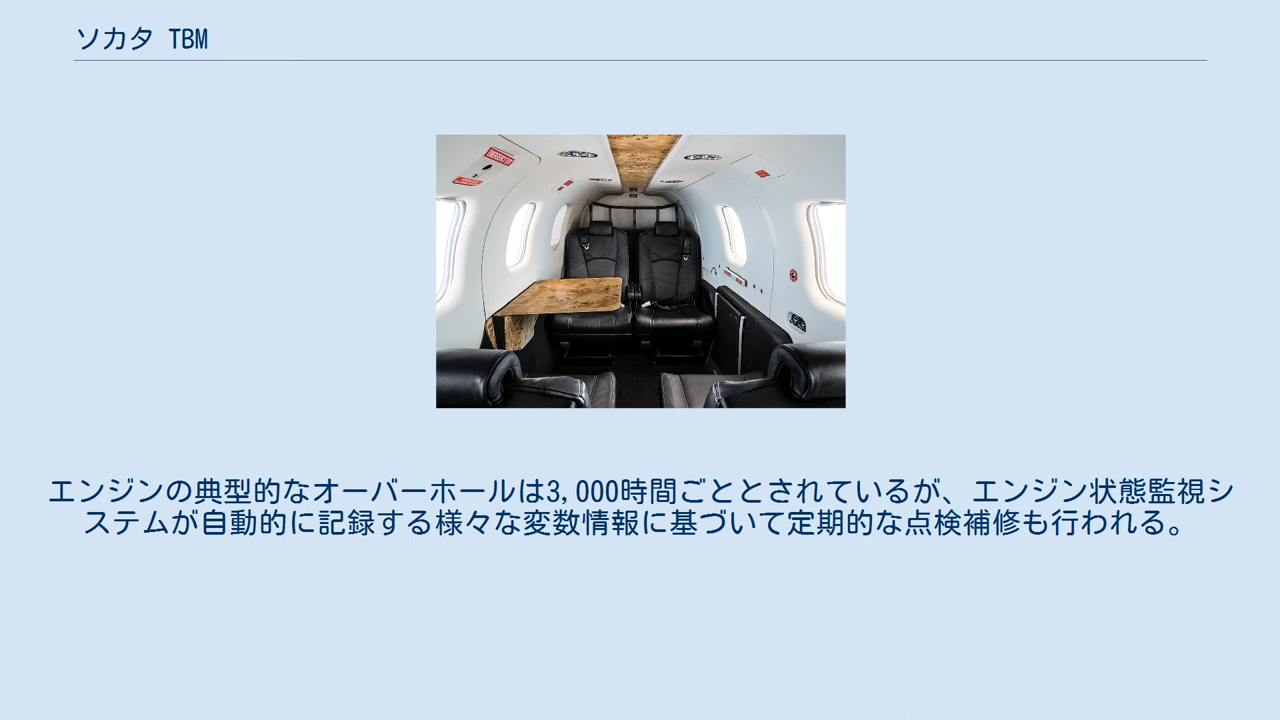 ソカタ TBM
エンジンの典型的なオーバーホールは3,000時間ごととされているが、エンジン状態監視シ
ステムが自動的に記録する様々な変数情報に基づいて定期的な点検補修も行われる。